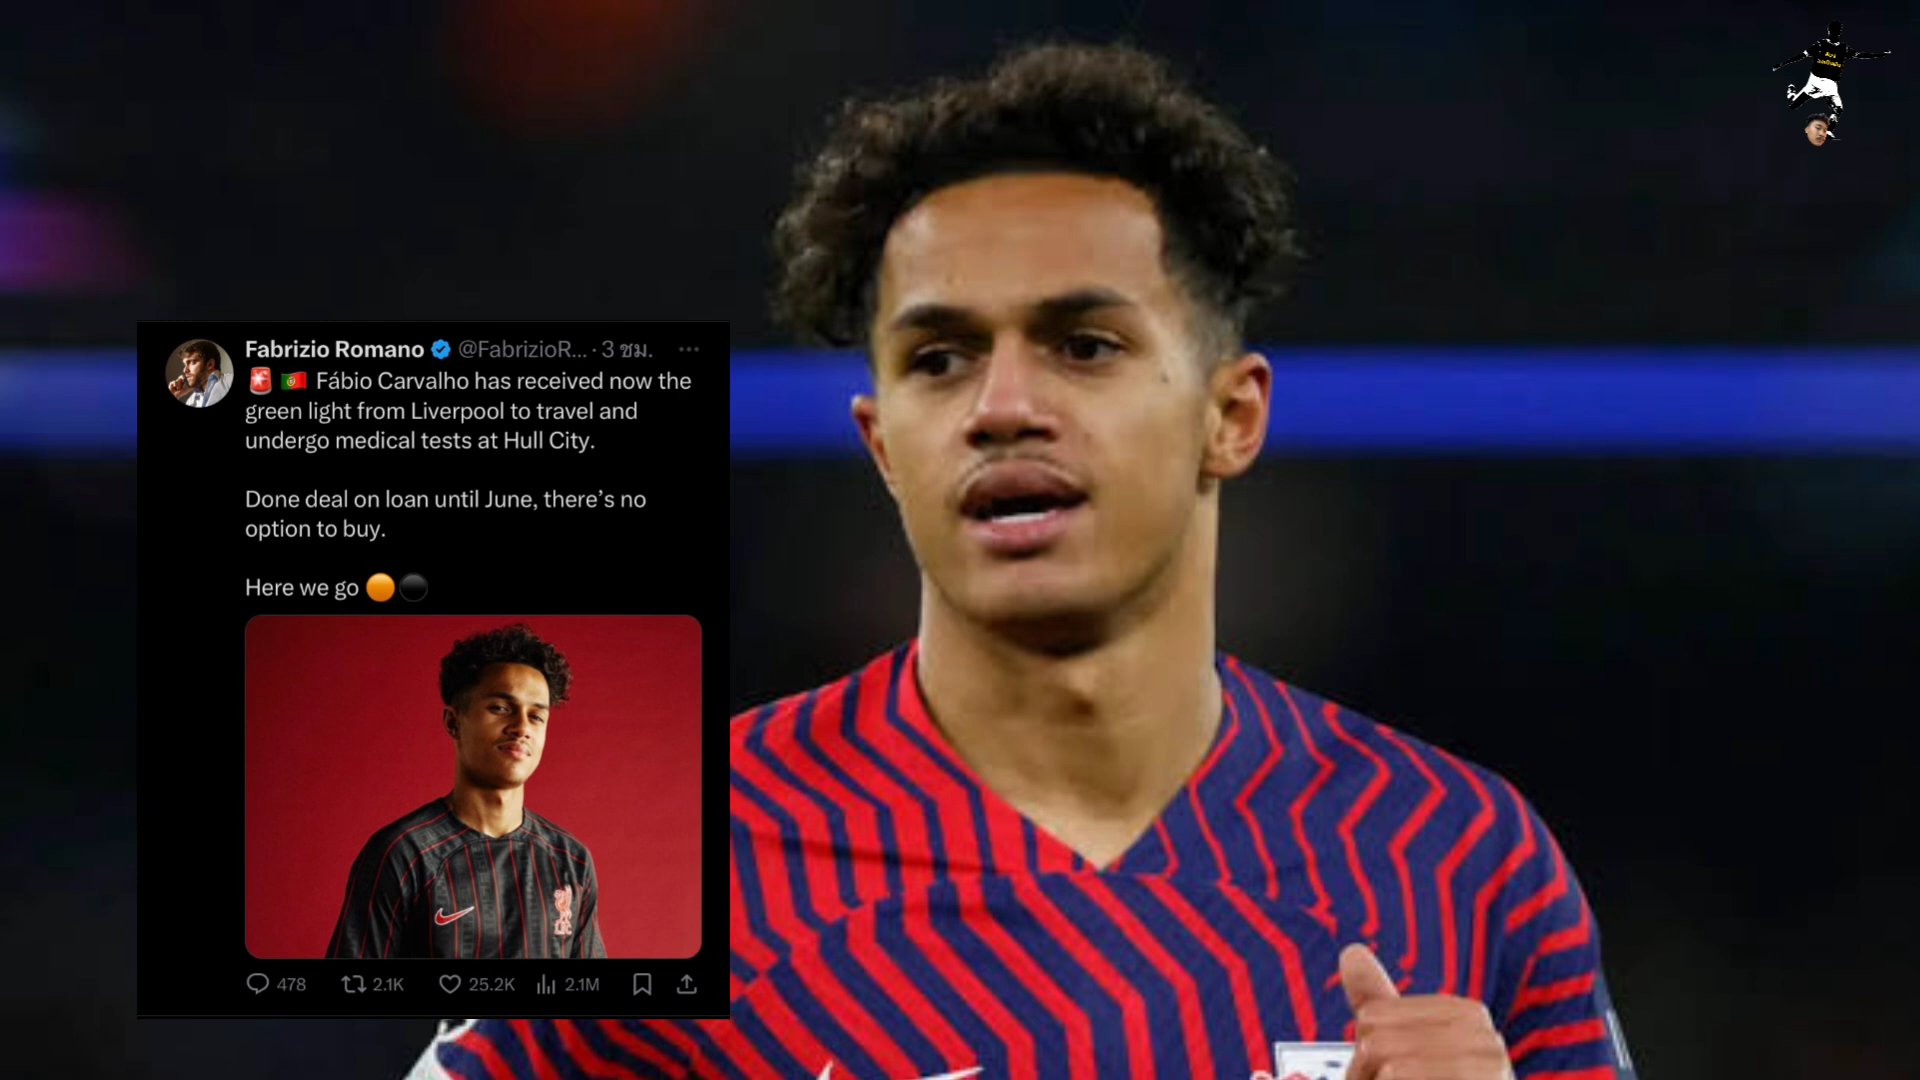 Fabrizio Romano @FabrizioR... · 3 ชม.
Fábio Carvalho has received now the
green light from Liverpool to travel and
undergo medical tests at Hull City.
Done deal on loan until June, there’s no
option to buy.
Here we go
478 2.1K 25.2K 2.1M